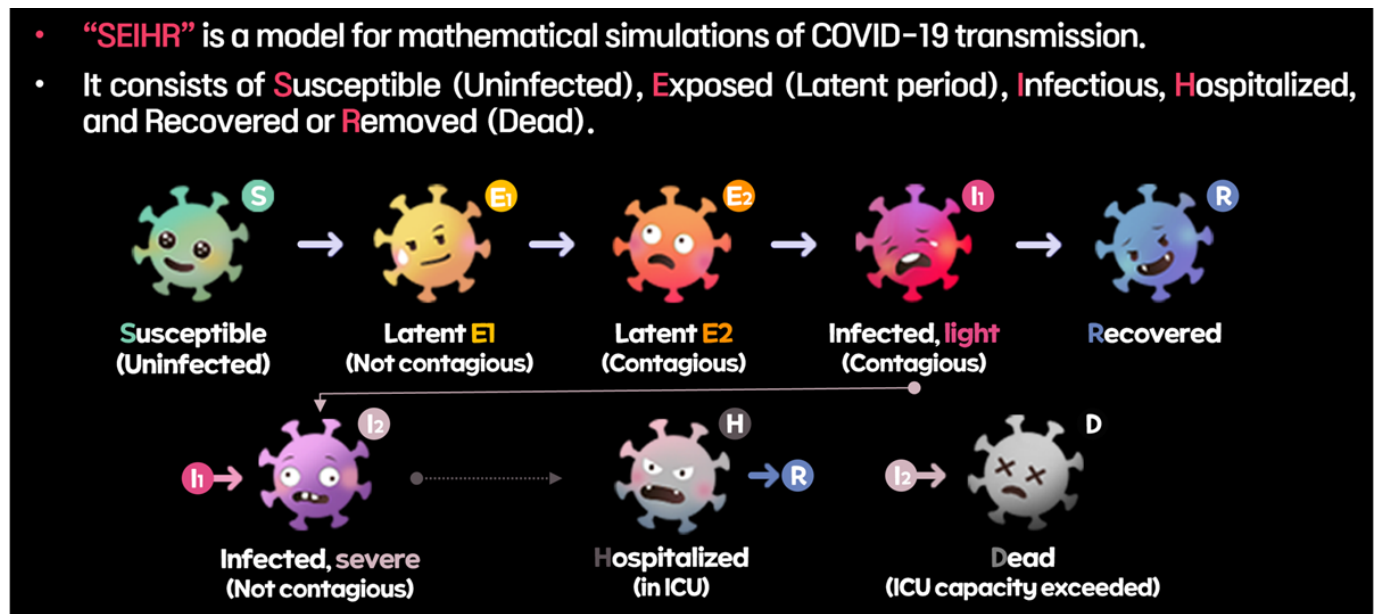 • “SEIHR” is a model for mathematical simulations of COVID-19 transmission.
• It consists of Susceptible (Uninfected), Exposed (Latent period), Infectious, Hospitalized,
and Recovered or Removed (Dead).
S
E1
E2
I1
R
Susceptible
(Uninfected)
Latent E1
(Not contagious)
Latent E2
(Contagious)
Infected, light
(Contagious)
Recovered
I2
H
D
I1
R
I2
Infected, severe
(Not contagious)
Hospitalized
(in ICU)
Dead
(ICU capacity exceeded)